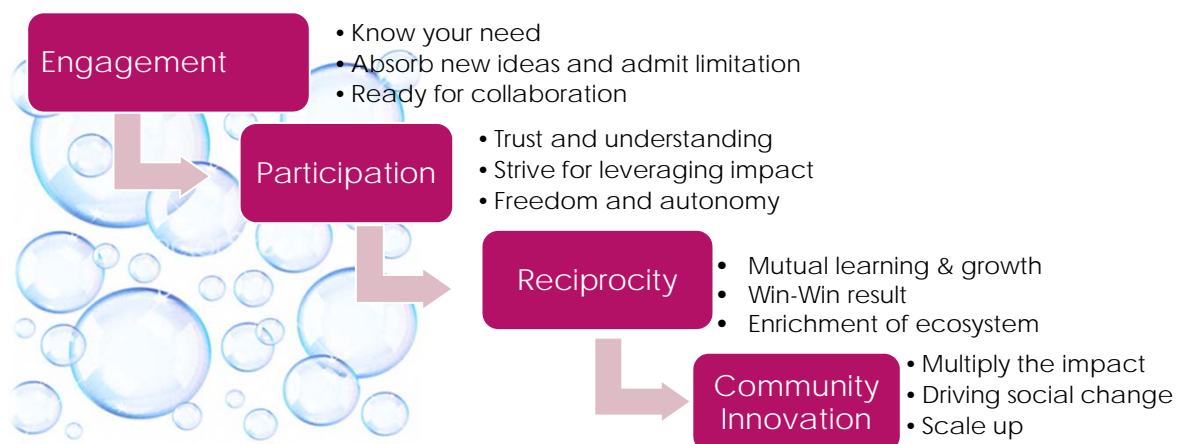 Engagement
• Know your need
• Absorb new ideas and admit limitation
• Ready for collaboration
Participation
• Trust and understanding
• Strive for leveraging impact
• Freedom and autonomy
Reciprocity
• Mutual learning & growth
• Win-Win result
• Enrichment of ecosystem
Community
Innovation
• Multiply the impact
• Driving social change
• Scale up